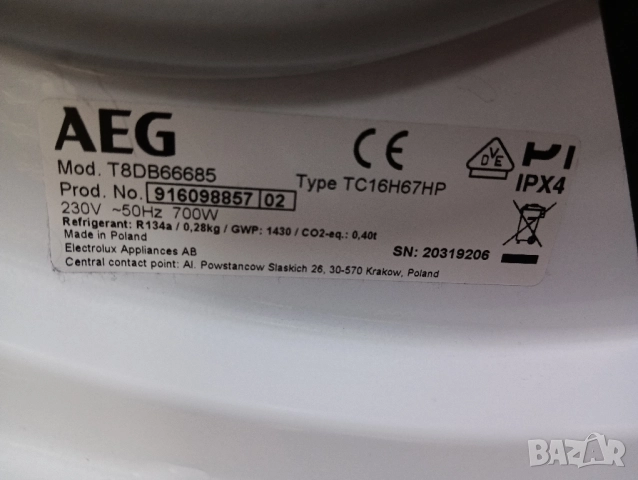 AEG
Mod. T8DB66685
Type TC16H67HP
Prod. No. 916098857 02
230V ~50Hz 700W
Refrigerant: R134a / 0,28kg / GWP: 1430 / CO2-eq.: 0,40t
Made in Poland
Electrolux Appliances AB
Central contact point: Al. Powstancow Slaskich 26, 30-570 Krakow, Poland
CE
DVE
IPX4
SN: 20319206
BAZAR